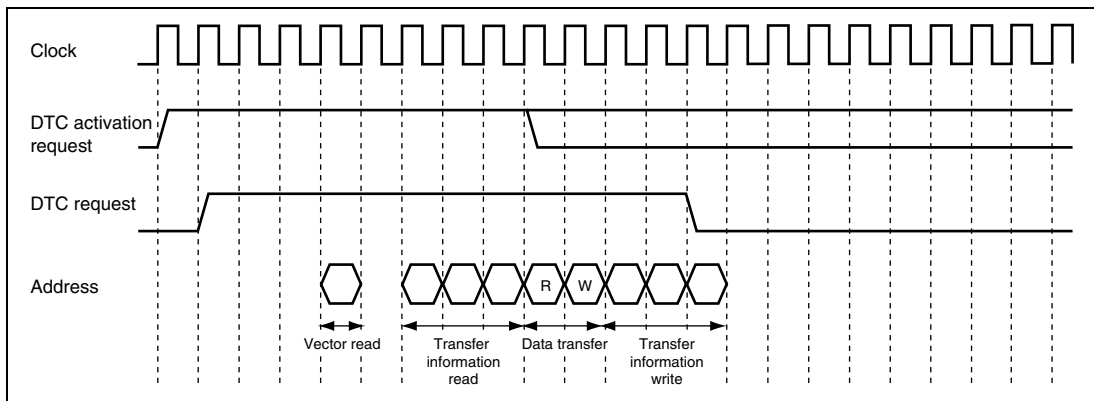 Clock
DTC activation
request
DTC request
Address
R W
Vector read
Transfer
information
read
Data transfer
Transfer
information
write